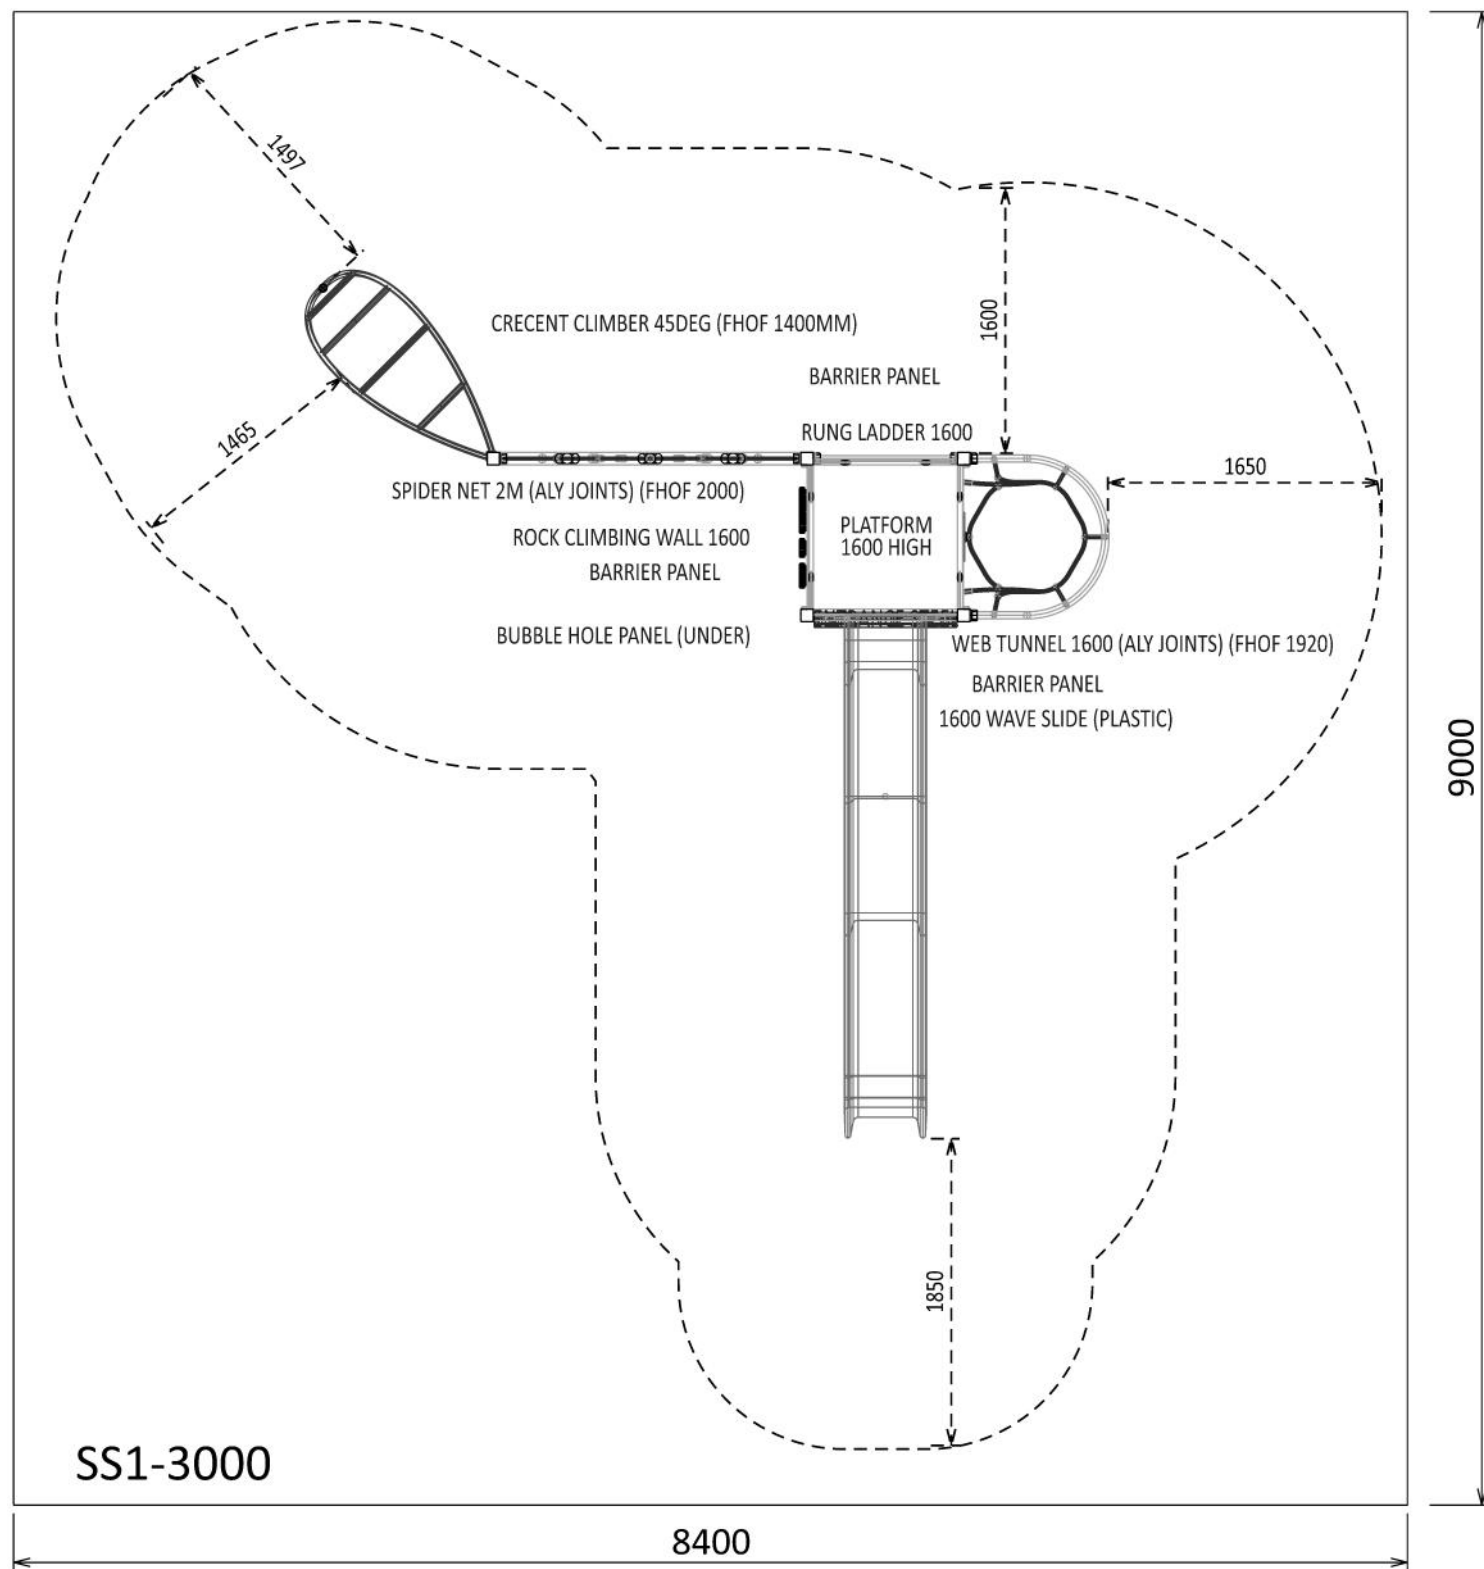 1497
CRECENT CLIMBER 45DEG (FHOF 1400MM)
1600
BARRIER PANEL
1465
RUNG LADDER 1600
1650
SPIDER NET 2M (ALY JOINTS) (FHOF 2000)
ROCK CLIMBING WALL 1600
BARRIER PANEL
PLATFORM
1600 HIGH
BUBBLE HOLE PANEL (UNDER)
WEB TUNNEL 1600 (ALY JOINTS) (FHOF 1920)
BARRIER PANEL
1600 WAVE SLIDE (PLASTIC)
9000
1850
SS1-3000
8400